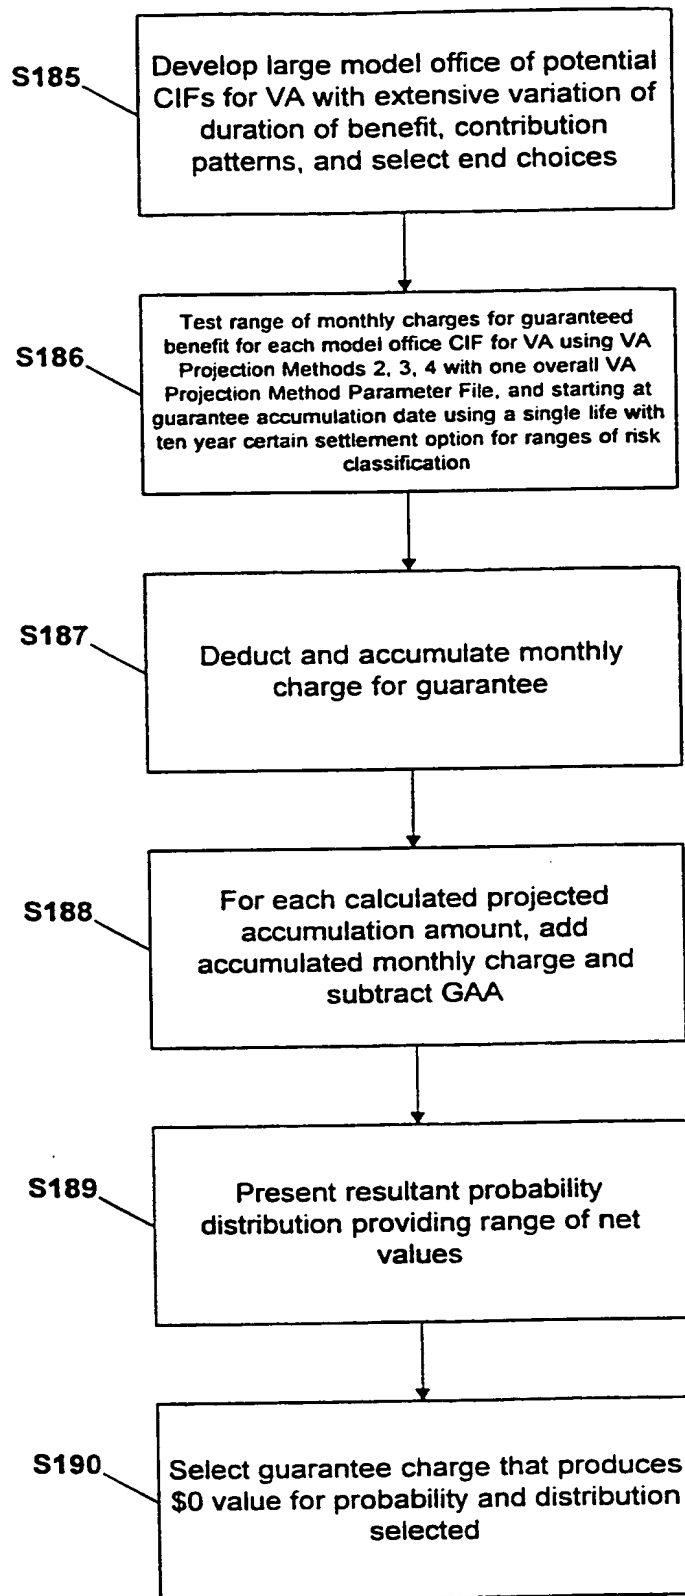 S185
Develop large model office of potential
CIFs for VA with extensive variation of
duration of benefit, contribution
patterns, and select end choices
S186
Test range of monthly charges for guaranteed
benefit for each model office CIF for VA using VA
Projection Methods 2, 3, 4 with one overall VA
Projection Method Parameter File, and starting at
guarantee accumulation date using a single life with
ten year certain settlement option for ranges of risk
classification
S187
Deduct and accumulate monthly
charge for guarantee
S188
For each calculated projected
accumulation amount, add
accumulated monthly charge and
subtract GAA
S189
Present resultant probability
distribution providing range of net
values
S190
Select guarantee charge that produces
$0 value for probability and distribution
selected